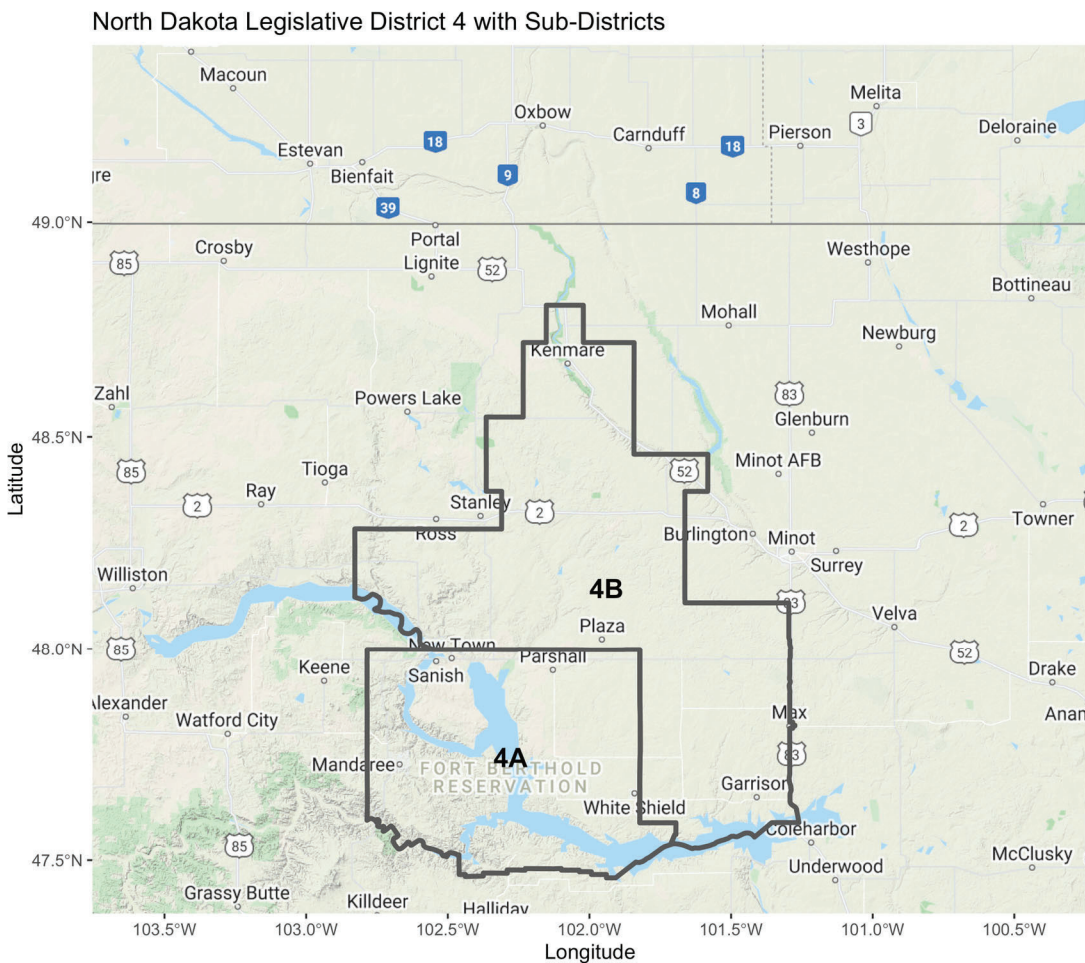 North Dakota Legislative District 4 with Sub-Districts
Macoun
Melita
Oxbow
3
Carnduff
Pierson
Deloraine
18
18
Estevan
Bienfait
9
gre
8
39
49.0°N
Portal
Crosby
Westhope
85
Lignite
52
Bottineau
Mohall
Newburg
Kenmare
Zahl
Powers Lake
83
Glenburn
48.5°N
85
Tioga
52
Minot AFB
Ray
Stanley
2
2
Ross
2
Towner
Burlington
Minot
Surrey
Williston
4B
83
Velva
Plaza
48.0°N
85
New Town
52
Parshall
Keene
Sanish
Drake
Alexander
Max
Anam
Watford City
4A
83
Mandaree
FORT BERTHOLD
RESERVATION
Garrison
White Shield
Coleharbor
47.5°N
85
Underwood
McClusky
Grassy Butte
Killdeer
Halliday
103.5°W
103.0°W
102.5°W
102.0°W
101.5°W
101.0°W
100.5°W
Longitude
Latitude